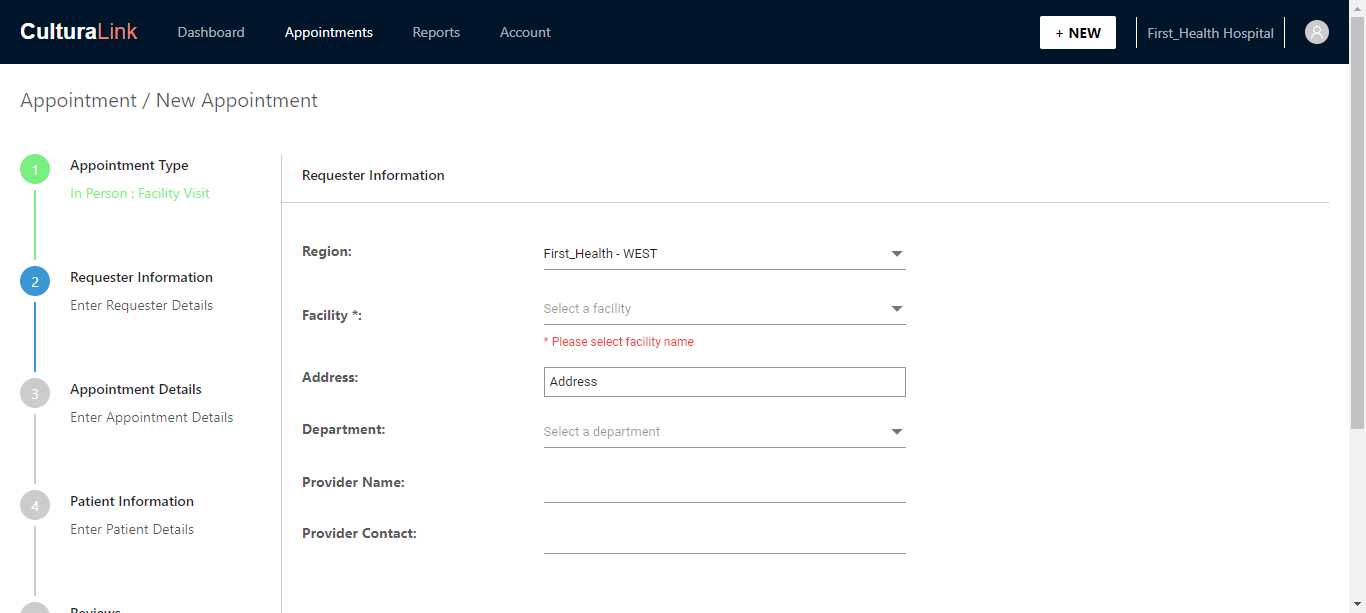 CulturaLink Dashboard Appointments Reports Account + NEW First_Health Hospital
Appointment / New Appointment
1 Appointment Type
In Person : Facility Visit
2 Requester Information
Enter Requester Details
3 Appointment Details
Enter Appointment Details
4 Patient Information
Enter Patient Details
Reviews
Requester Information
Region: First_Health - WEST
Facility *: Select a facility
* Please select facility name
Address: Address
Department: Select a department
Provider Name:
Provider Contact: